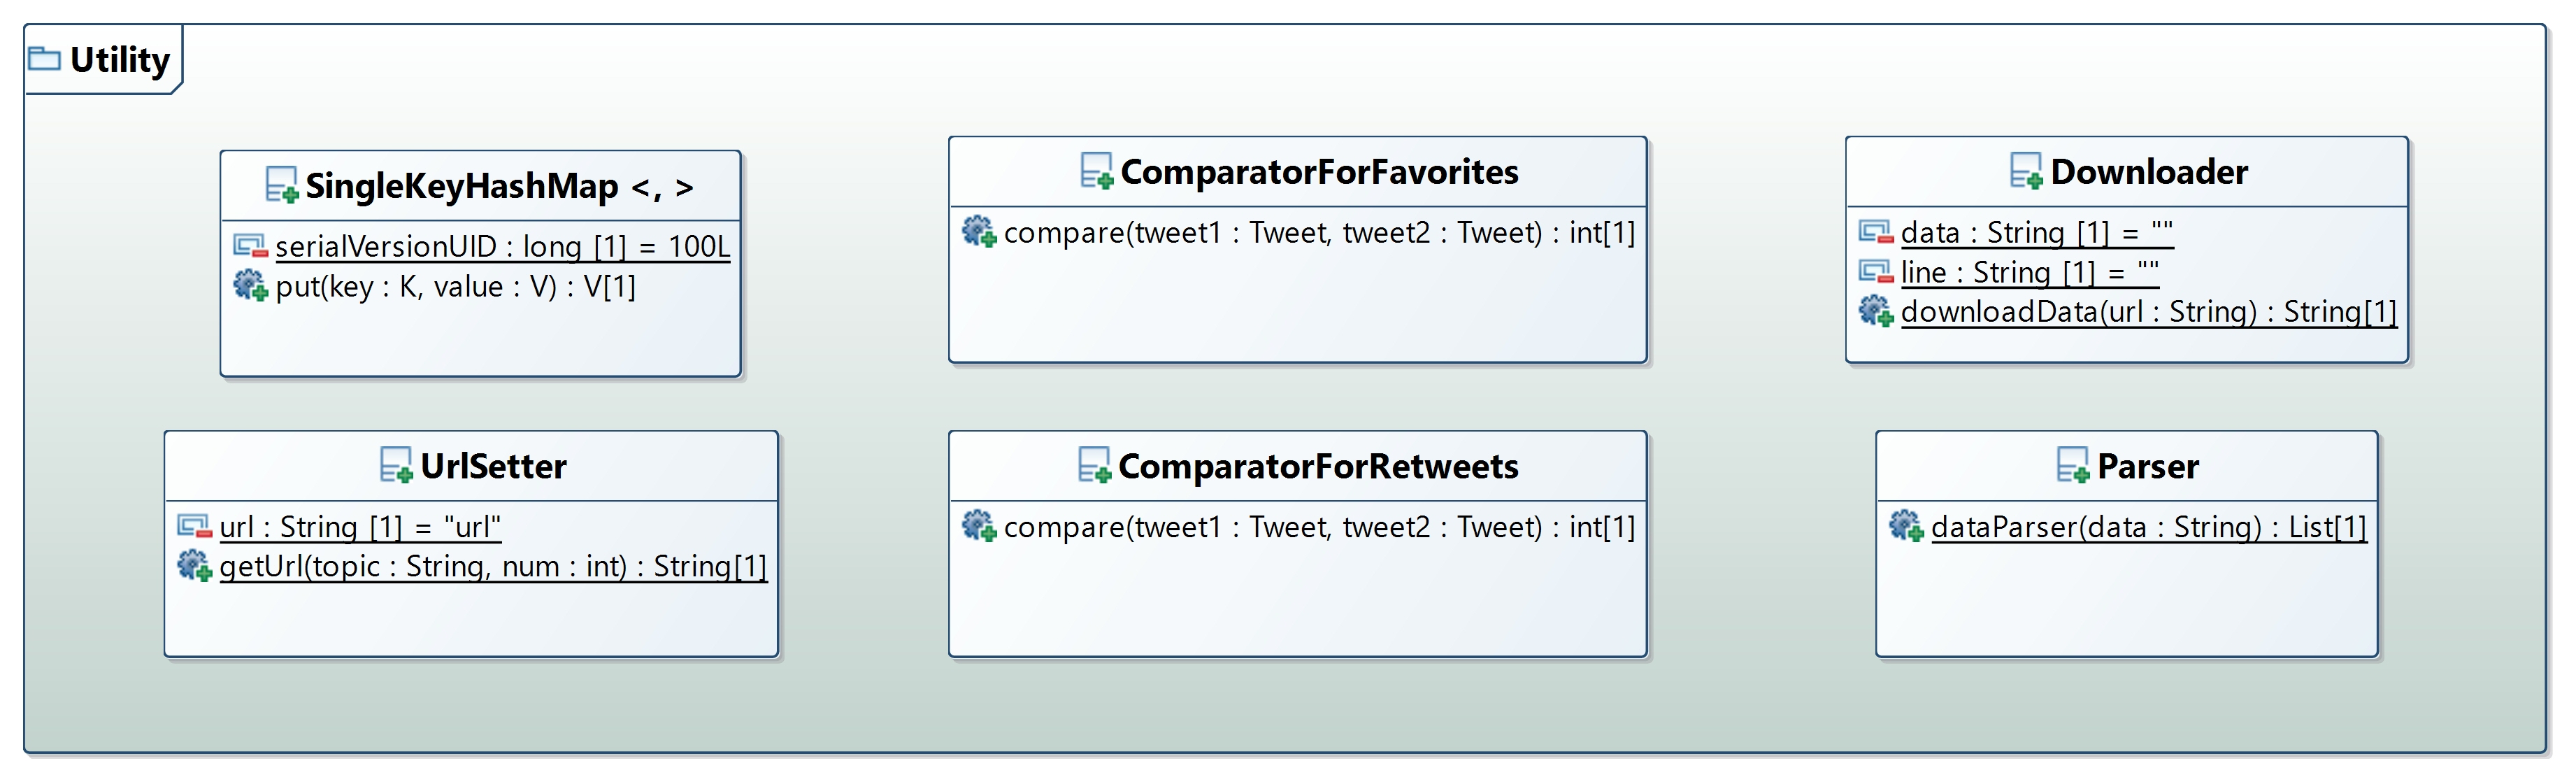 Utility
SingleKeyHashMap <, >
serialVersionUID : long [1] = 100L
put(key : K, value : V) : V[1]
ComparatorForFavorites
compare(tweet1 : Tweet, tweet2 : Tweet) : int[1]
Downloader
data : String [1] = ""
line : String [1] = ""
downloadData(url : String) : String[1]
UrlSetter
url : String [1] = "url"
getUrl(topic : String, num : int) : String[1]
ComparatorForRetweets
compare(tweet1 : Tweet, tweet2 : Tweet) : int[1]
Parser
dataParser(data : String) : List[1]